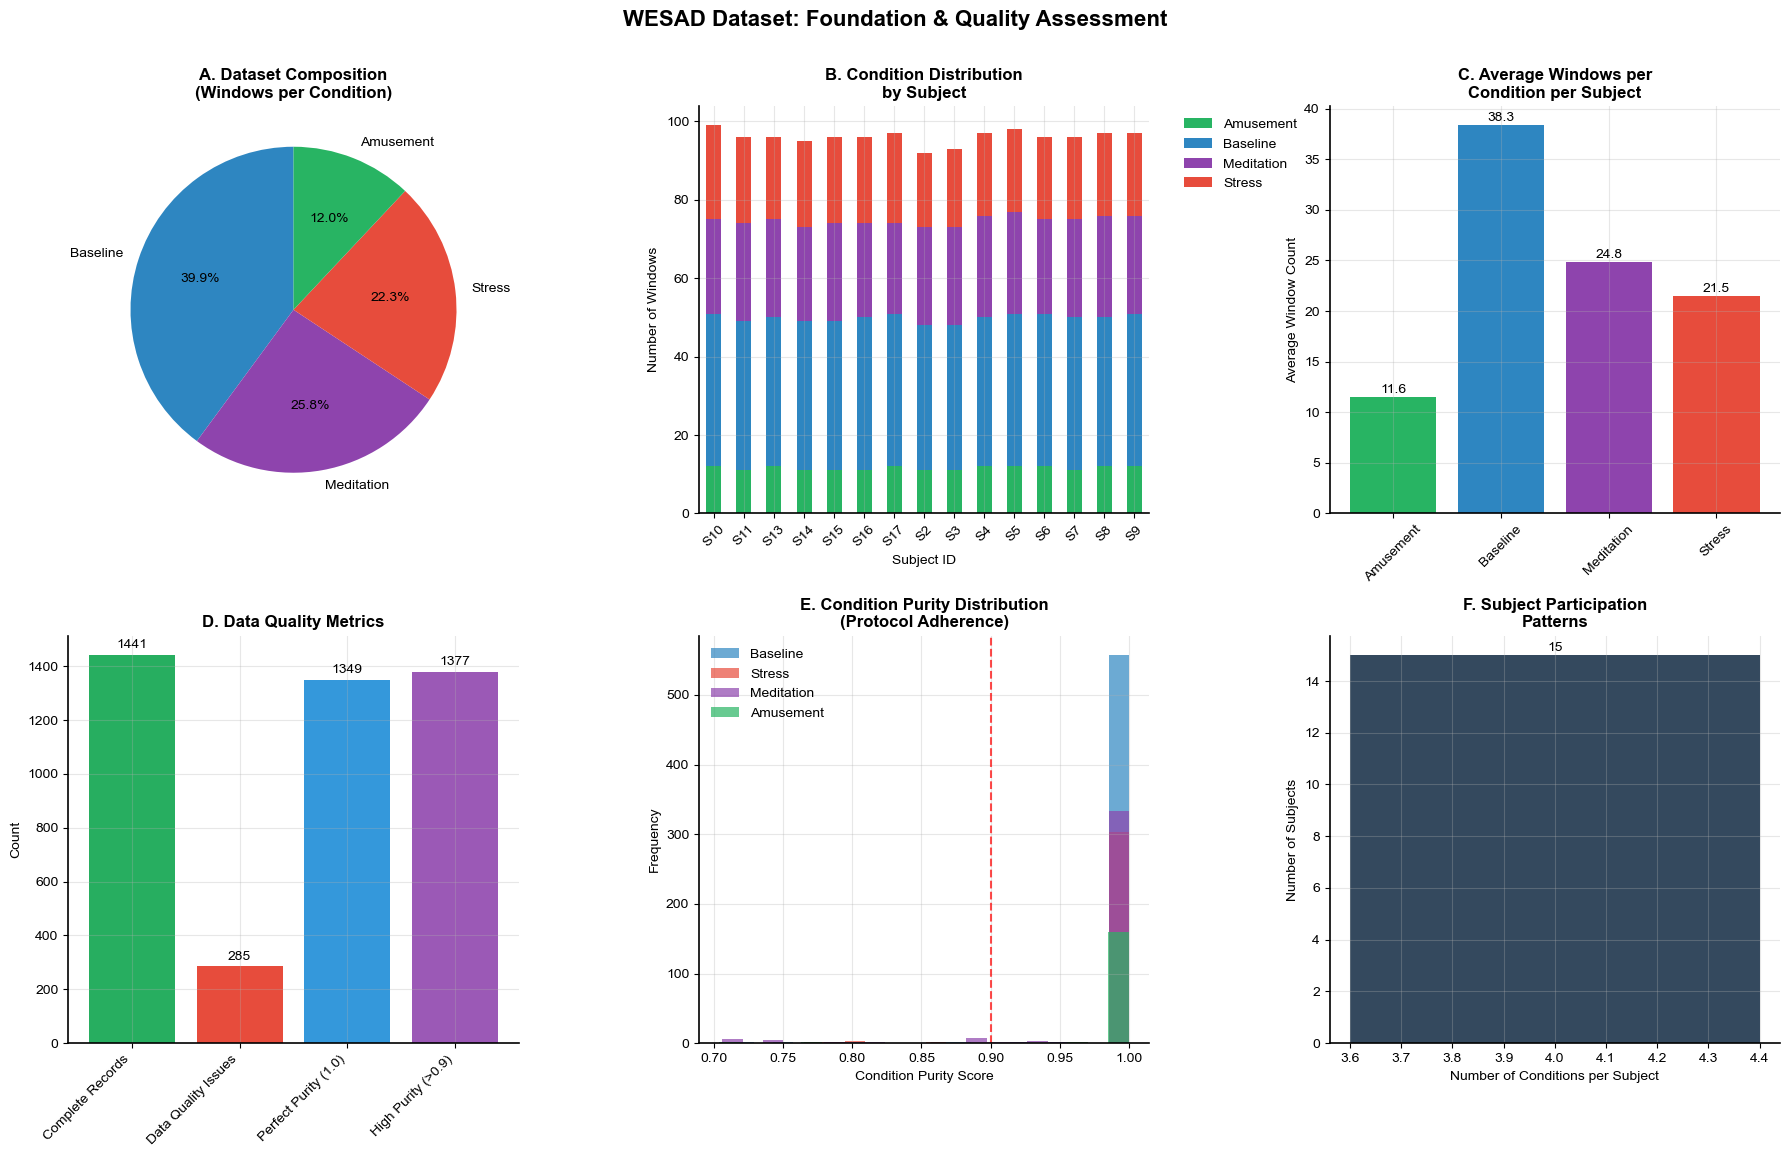 WESAD Dataset: Foundation & Quality Assessment
A. Dataset Composition
(Windows per Condition)
Amusement
Baseline
Stress
Meditation
12.0%
39.9%
22.3%
25.8%
B. Condition Distribution
by Subject
Number of Windows
100
80
60
40
20
0
S10
S11
S13
S14
S15
S16
S17
S2
S3
S4
S5
S6
S7
S8
S9
Subject ID
Amusement
Baseline
Meditation
Stress
C. Average Windows per
Condition per Subject
Average Window Count
40
35
30
25
20
15
10
5
0
11.6
38.3
24.8
21.5
Amusement
Baseline
Meditation
Stress
D. Data Quality Metrics
Count
1400
1200
1000
800
600
400
200
0
1441
285
1349
1377
Complete Records
Data Quality Issues
Perfect Purity (1.0)
High Purity (>0.9)
E. Condition Purity Distribution
(Protocol Adherence)
Baseline
Stress
Meditation
Amusement
Frequency
500
400
300
200
100
0
0.70
0.75
0.80
0.85
0.90
0.95
1.00
Condition Purity Score
F. Subject Participation
Patterns
Number of Subjects
15
14
12
10
8
6
4
2
0
3.6
3.7
3.8
3.9
4.0
4.1
4.2
4.3
4.4
Number of Conditions per Subject